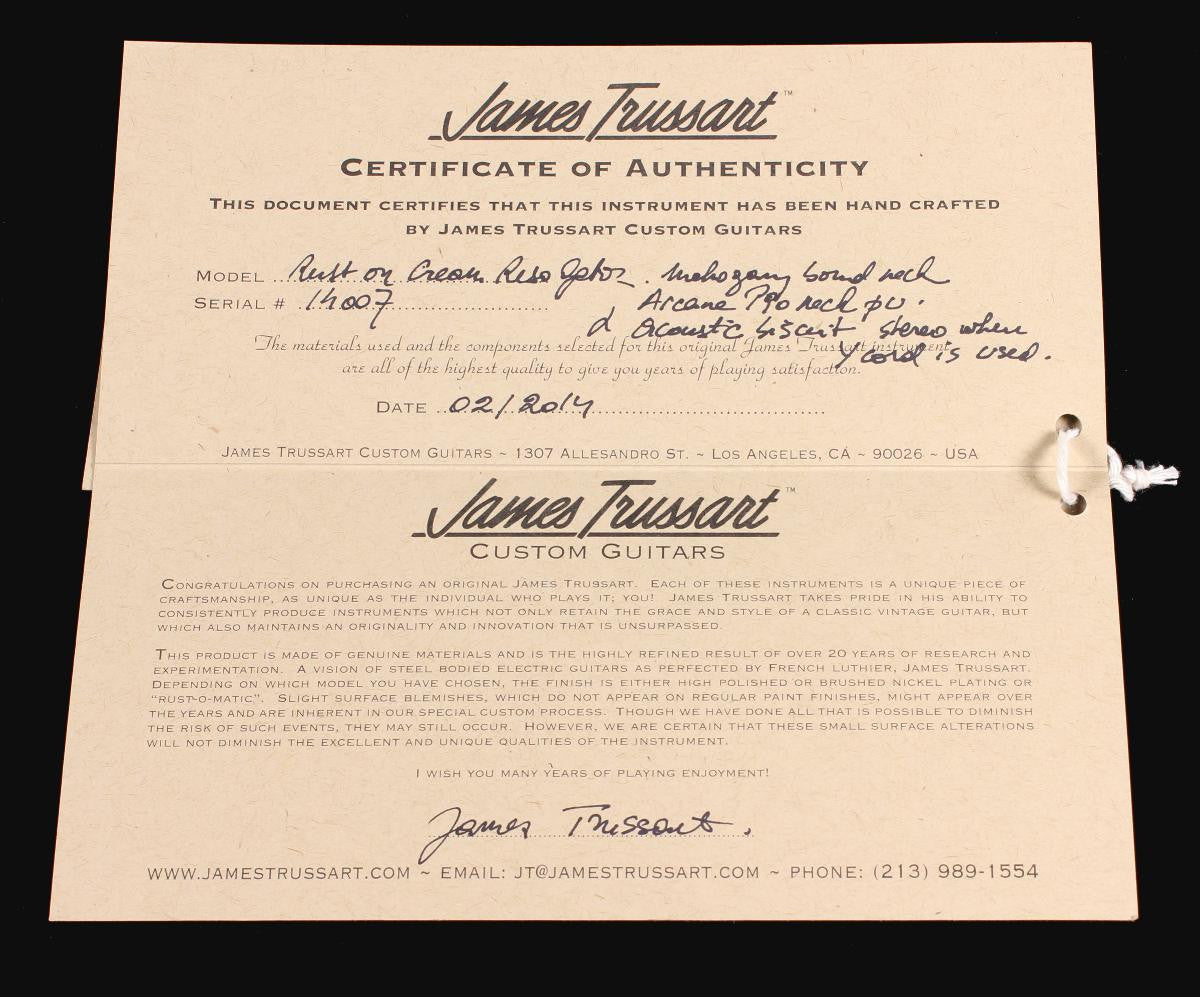 James Trussart™
CERTIFICATE OF AUTHENTICITY
THIS DOCUMENT CERTIFIES THAT THIS INSTRUMENT HAS BEEN HAND CRAFTED
BY JAMES TRUSSART CUSTOM GUITARS
MODEL Rust on Cream Reso Gator. Mahogany bound neck
SERIAL # 14007 Arcane P90 neck pu.
& Acoustic biscuit stereo when
The materials used and the components selected for this original James Trussart instrument
Y cord is used.
are all of the highest quality to give you years of playing satisfaction.
DATE 02/2014
JAMES TRUSSART CUSTOM GUITARS ~ 1307 ALLESANDRO ST. ~ LOS ANGELES, CA ~ 90026 ~ USA
James Trussart™
CUSTOM GUITARS
CONGRATULATIONS ON PURCHASING AN ORIGINAL JAMES TRUSSART. EACH OF THESE INSTRUMENTS IS A UNIQUE PIECE OF
CRAFTSMANSHIP, AS UNIQUE AS THE INDIVIDUAL WHO PLAYS IT; YOU! JAMES TRUSSART TAKES PRIDE IN HIS ABILITY TO
CONSISTENTLY PRODUCE INSTRUMENTS WHICH NOT ONLY RETAIN THE GRACE AND STYLE OF A CLASSIC VINTAGE GUITAR, BUT
WHICH ALSO MAINTAIN AN ORIGINALITY AND INNOVATION THAT IS UNSURPASSED.
THIS PRODUCT IS MADE OF GENUINE MATERIALS AND IS THE HIGHLY REFINED RESULT OF OVER 20 YEARS OF RESEARCH AND
EXPERIMENTATION. A VISION OF STEEL BODIED ELECTRIC GUITARS AS PERFECTED BY FRENCH LUTHIER, JAMES TRUSSART.
DEPENDING ON WHICH MODEL YOU HAVE CHOSEN, THE FINISH IS EITHER HIGH POLISHED OR BRUSHED NICKEL PLATING OR
"RUST-O-MATIC". SLIGHT SURFACE BLEMISHES, WHICH DO NOT APPEAR ON REGULAR PAINT FINISHES, MIGHT APPEAR OVER
THE YEARS AND ARE INHERENT IN OUR SPECIAL CUSTOM PROCESS. THOUGH WE HAVE DONE ALL THAT IS POSSIBLE TO DIMINISH
THE RISK OF SUCH EVENTS, THEY MAY STILL OCCUR. HOWEVER, WE ARE CERTAIN THAT THESE SMALL SURFACE ALTERATIONS
WILL NOT DIMINISH THE EXCELLENT AND UNIQUE QUALITIES OF THE INSTRUMENT.
I WISH YOU MANY YEARS OF PLAYING ENJOYMENT!
James Trussart.
WWW.JAMESTRUSSART.COM ~ EMAIL: JT@JAMESTRUSSART.COM ~ PHONE: (213) 989-1554